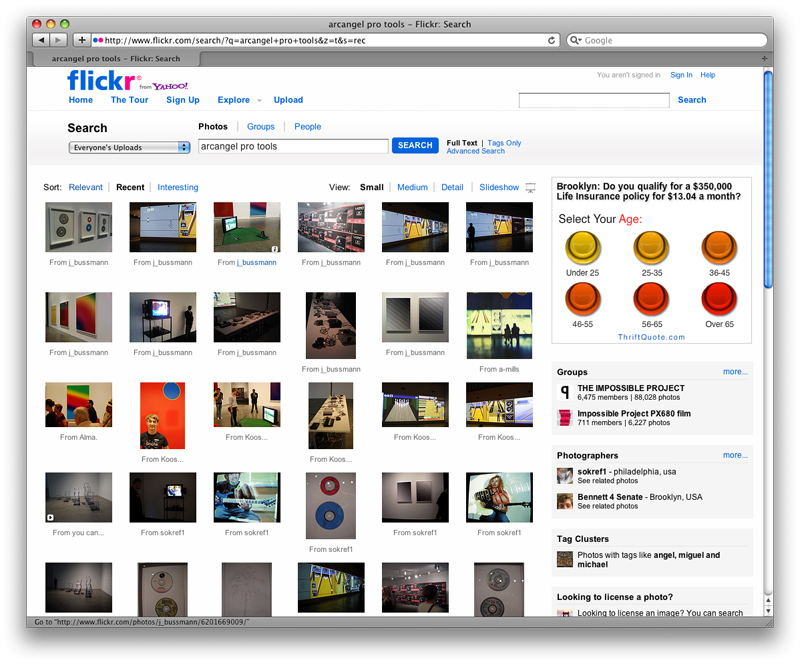 arcangel pro tools – Flickr: Search
http://www.flickr.com/search/?q=arcangel+pro+tools&z=t&s=rec
Google
arcangel pro tools – Flickr: Search
flickr from YAHOO!
You aren't signed in Sign In Help
Home The Tour Sign Up Explore Upload
Search
Search
Photos Groups People
Everyone's Uploads
arcangel pro tools
SEARCH
Full Text | Tags Only
Advanced Search
Sort: Relevant Recent Interesting
View: Small Medium Detail Slideshow
From j_bussmann
From j_bussmann
From j_bussmann
From j_bussmann
From j_bussmann
From j_bussmann
From j_bussmann
From j_bussmann
From j_bussmann
From j_bussmann
From j_bussmann
From a-mills
From Alma.
From Koos...
From Koos...
From Koos...
From Koos...
From Koos...
From you can...
From sokref1
From sokref1
From sokref1
From sokref1
From sokref1
Brooklyn: Do you qualify for a $350,000
Life Insurance policy for $13.04 a month?
Select Your Age:
Under 25 25-35 36-45
46-55 56-65 Over 65
ThriftQuote.com
Groups more...
THE IMPOSSIBLE PROJECT
6,475 members | 88,028 photos
Impossible Project PX680 film
711 members | 6,227 photos
Photographers more...
sokref1 - philadelphia, usa
See related photos
Bennett 4 Senate - Brooklyn, USA
See related photos
Tag Clusters
Photos with tags like angel, miguel and
michael
Looking to license a photo?
Looking to license an image? You can search
Go to "http://www.flickr.com/photos/j_bussmann/6201669009/"